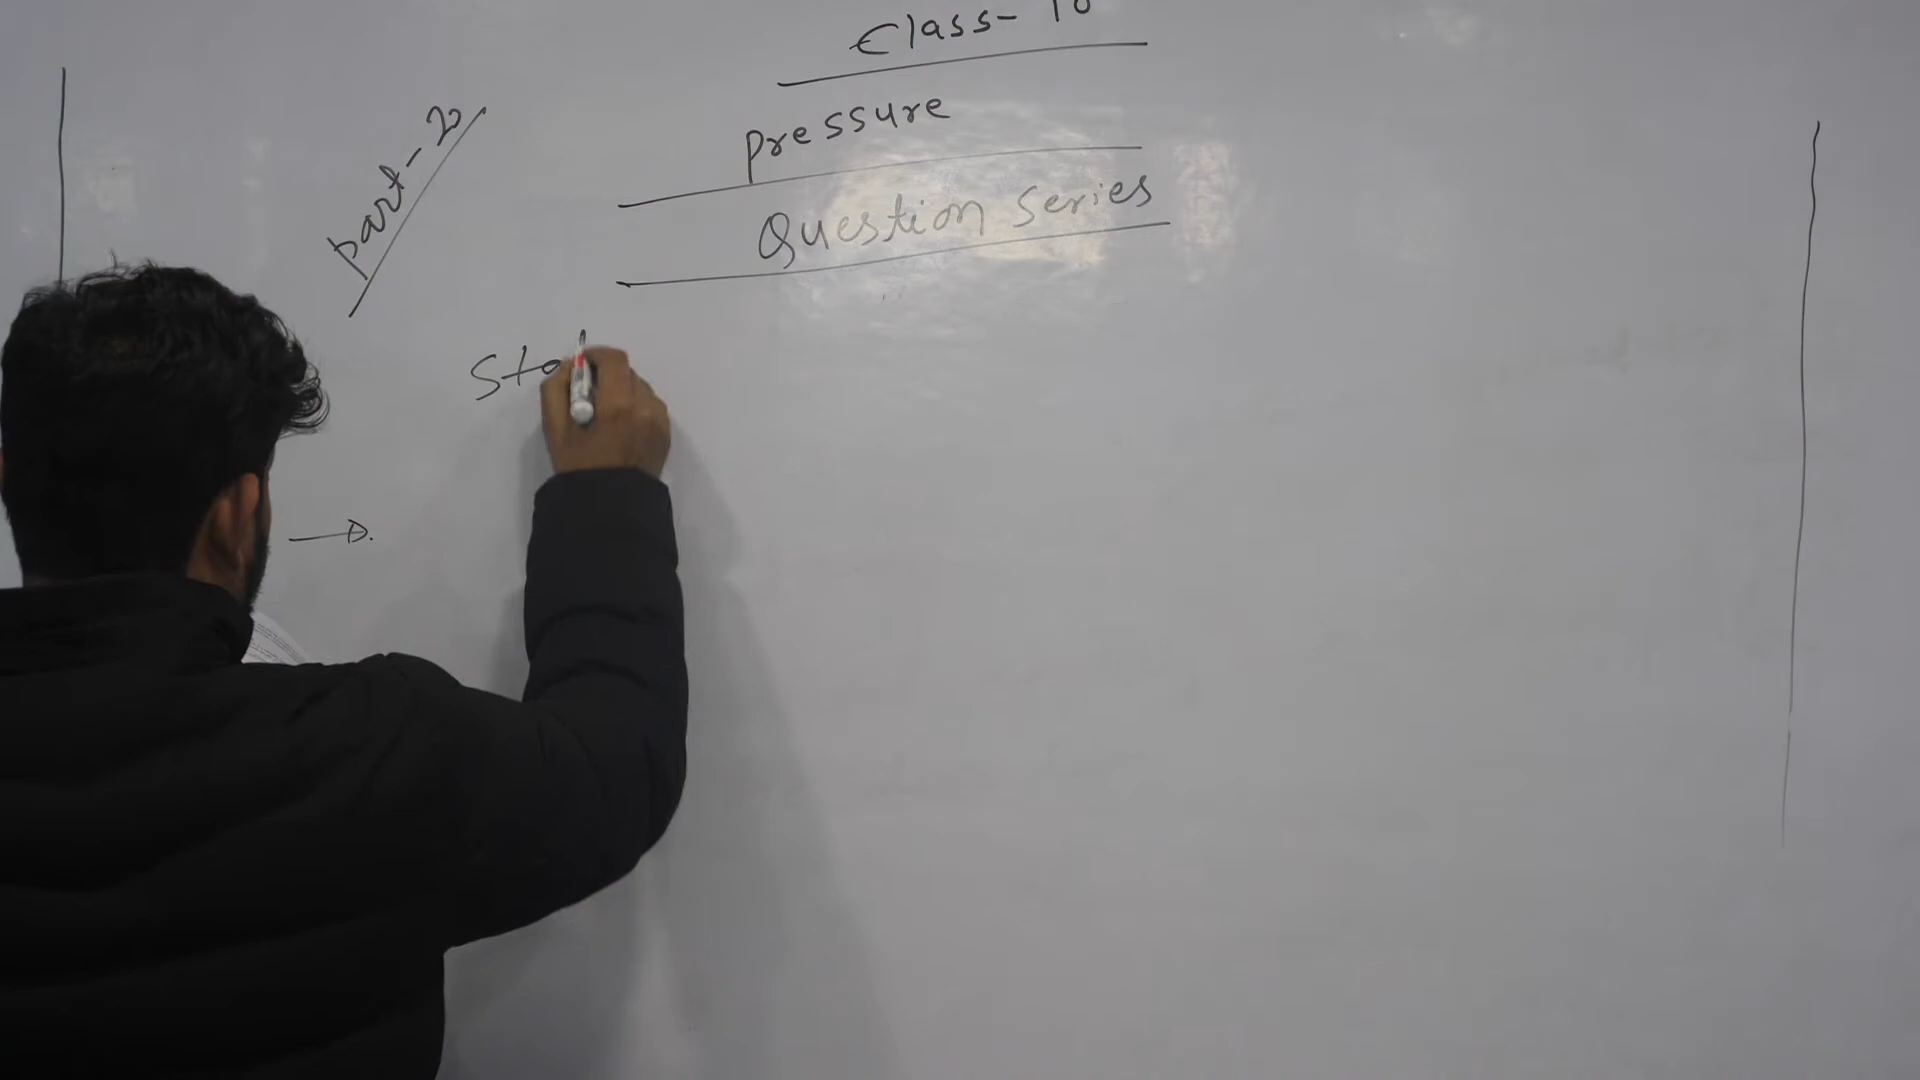 Class- 10
pressure
part-2
Question series
Sta